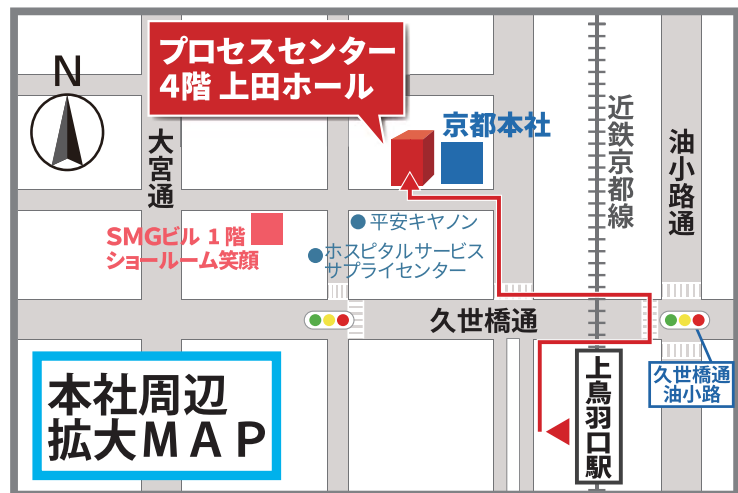 プロセスセンター
4階 上田ホール
N
京都本社
近鉄京都線
大宮通
油小路通
平安キヤノン
SMGビル 1階
ショールーム笑顔
ホスピタルサービス
サプライセンター
久世橋通
久世橋通
油小路
上鳥羽口駅
本社周辺
拡大MAP